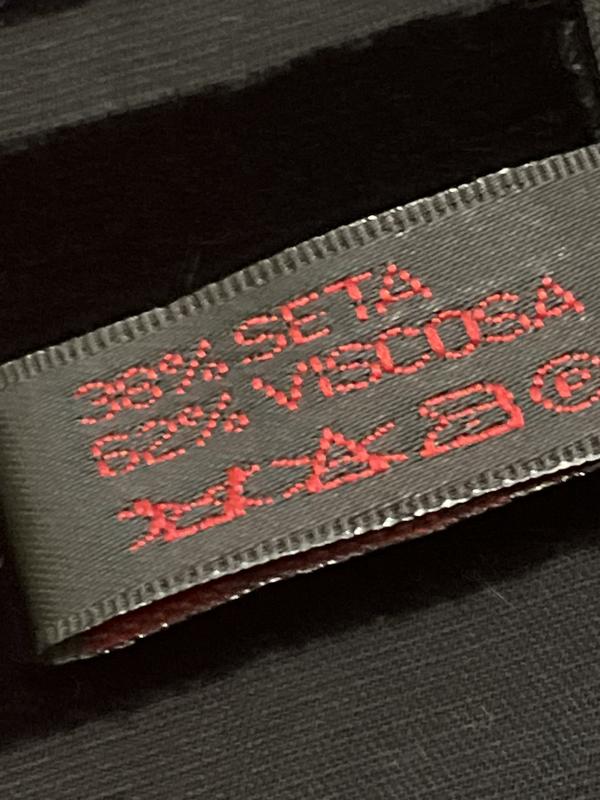 38% SETA
62% VISCOSA
P